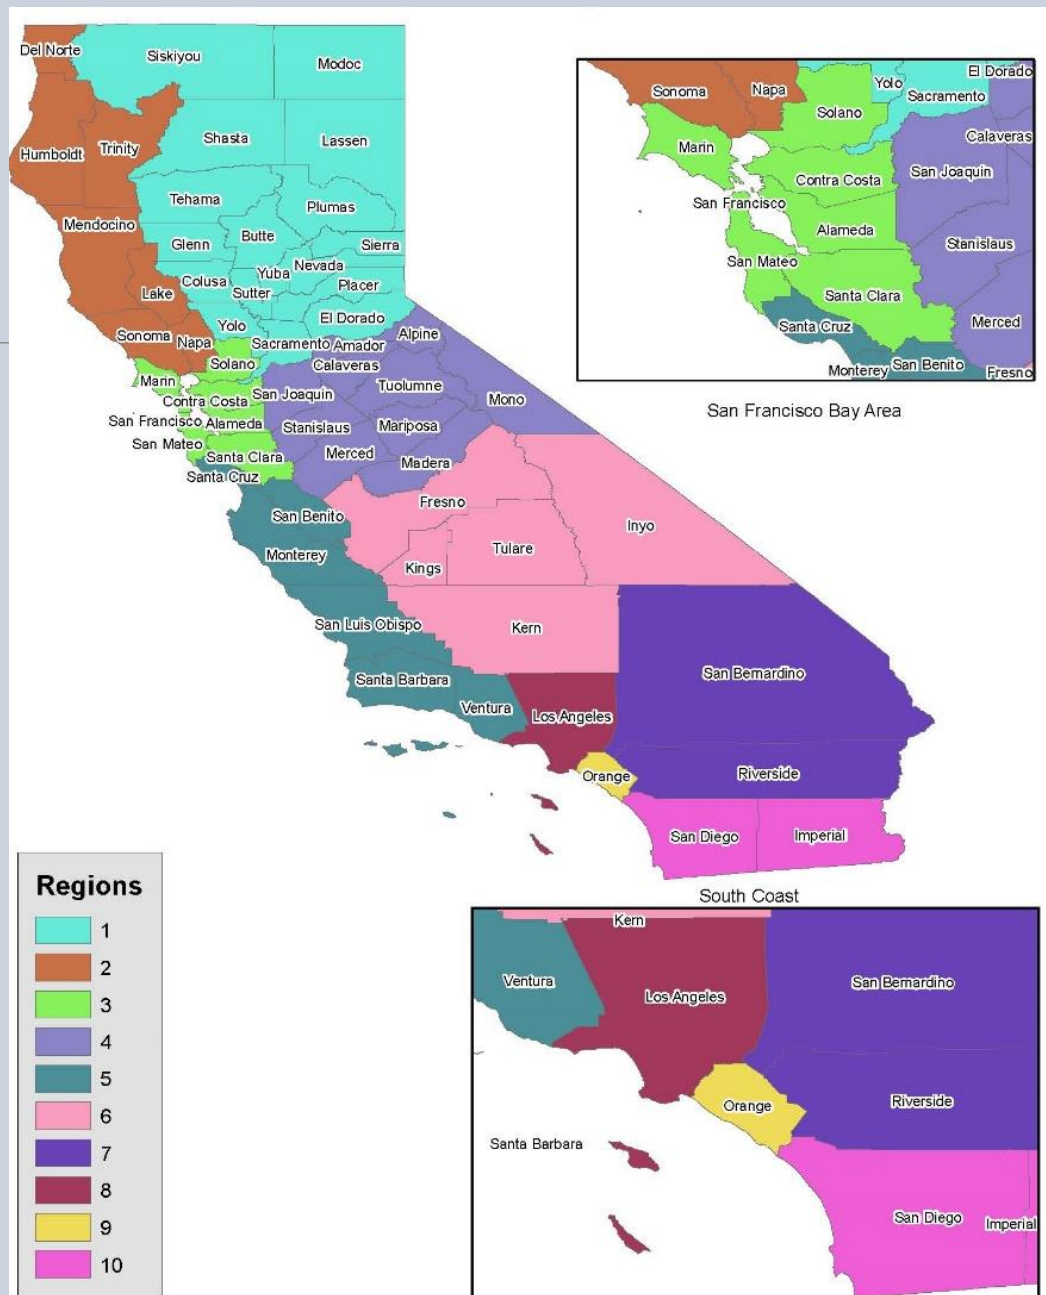 Del Norte
Siskiyou
Modoc
Humboldt
Trinity
Shasta
Lassen
Tehama
Plumas
Mendocino
Glenn
Butte
Sierra
Lake
Colusa
Yuba
Nevada
Sutter
Placer
Yolo
El Dorado
Sonoma
Napa
Sacramento
Alpine
Amador
Solano
Calaveras
Marin
Tuolumne
Contra Costa
San Joaquin
Mono
San Francisco
Alameda
Stanislaus
Mariposa
San Mateo
Santa Clara
Merced
Madera
Santa Cruz
Fresno
San Benito
Inyo
Monterey
Kings
Tulare
San Luis Obispo
Kern
Santa Barbara
San Bernardino
Ventura
Los Angeles
Orange
Riverside
San Diego
Imperial
El Dorado
Sonoma
Napa
Yolo
Sacramento
Solano
Calaveras
Marin
San Joaquin
Contra Costa
San Francisco
Alameda
Stanislaus
San Mateo
Santa Clara
Santa Cruz
Merced
Monterey
San Benito
Fresno
San Francisco Bay Area
Regions
1
2
3
4
5
6
7
8
9
10
South Coast
Kern
Ventura
Los Angeles
San Bernardino
Orange
Riverside
Santa Barbara
San Diego
Imperial